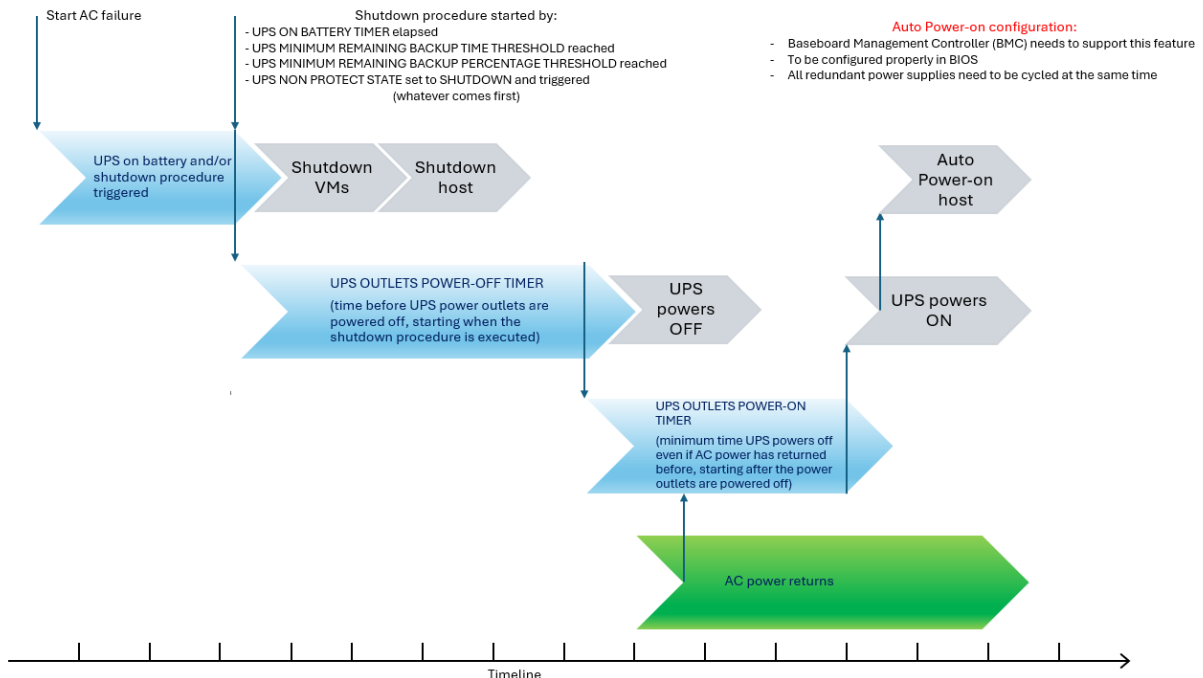 Start AC failure
Shutdown procedure started by:
- UPS ON BATTERY TIMER elapsed
- UPS MINIMUM REMAINING BACKUP TIME THRESHOLD reached
- UPS MINIMUM REMAINING BACKUP PERCENTAGE THRESHOLD reached
- UPS NON PROTECT STATE set to SHUTDOWN and triggered
(whatever comes first)
Auto Power-on configuration:
- Baseboard Management Controller (BMC) needs to support this feature
- To be configured properly in BIOS
- All redundant power supplies need to be cycled at the same time
UPS on battery and/or
shutdown procedure
triggered
Shutdown
VMs
Shutdown
host
Auto
Power-on
host
UPS OUTLETS POWER-OFF TIMER
(time before UPS power outlets are
powered off, starting when the
shutdown procedure is executed)
UPS
powers
OFF
UPS powers
ON
UPS OUTLETS POWER-ON
TIMER
(minimum time UPS powers off
even if AC power has returned
before, starting after the power
outlets are powered off)
AC power returns
Timeline